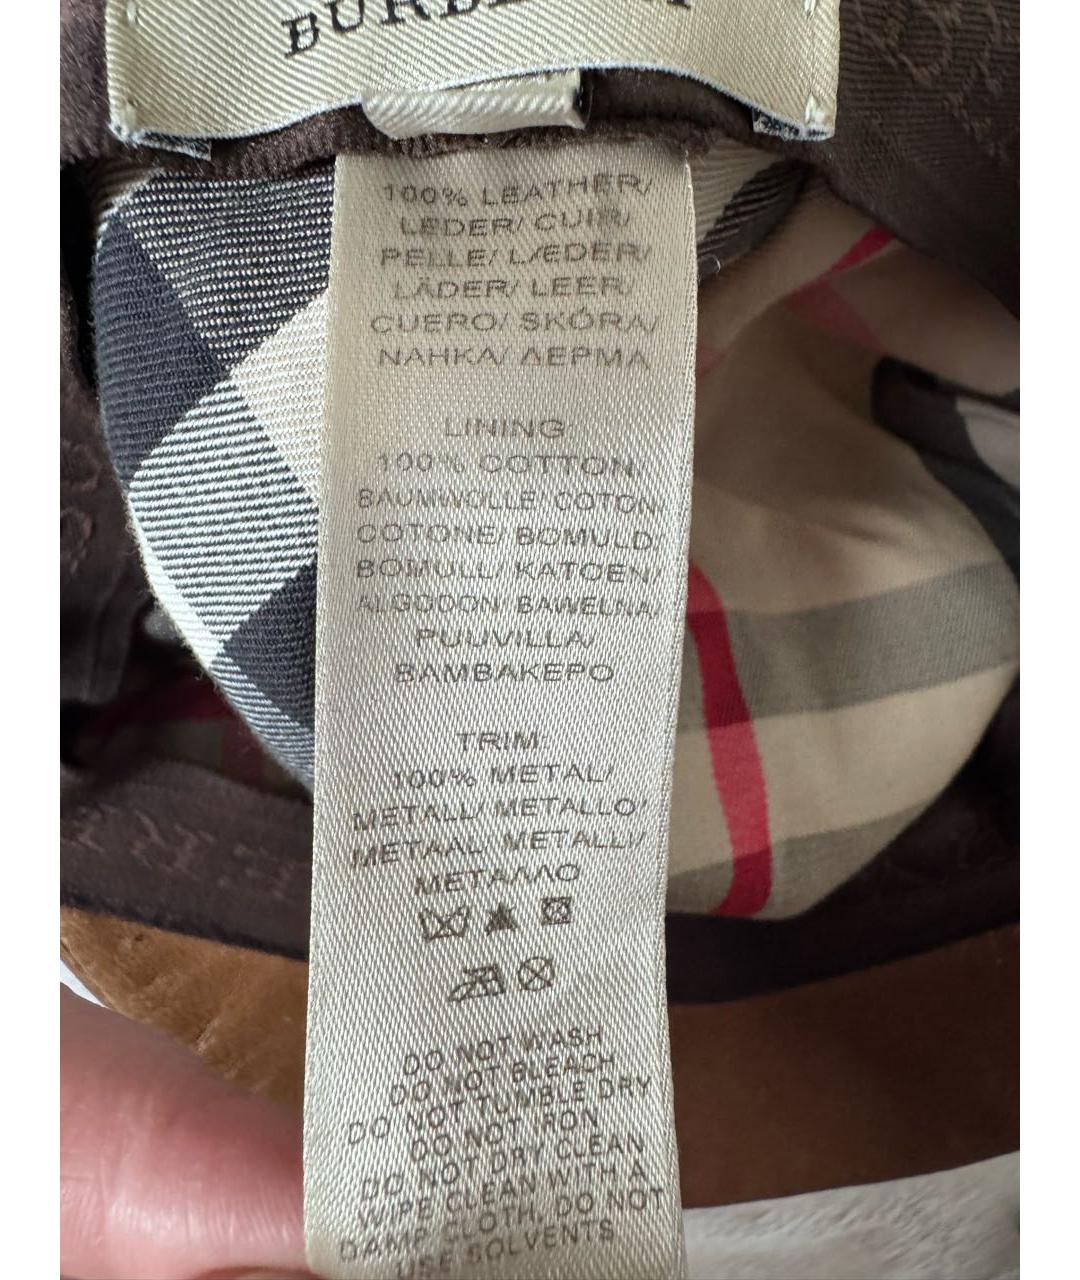 BURBERRY
100% LEATHER/
LEDER/ CUIR/
PELLE/ LÆDER/
LÄDER/ LEER/
CUERO/ SKÓRA/
NAHKA/ ΔΕΡΜΑ
LINING
100% COTTON
BAUMWOLLE/ COTON
COTONE/ BOMULD
BOMULL/ KATOEN/
ALGODON/ BAWELNA/
PUUVILLA/
BAMBAKEPO
TRIM
100% METAL/
METALL/ METALLO/
METAAL METALLI/
ΜΕΤΑΛΛΟ
DO NOT WASH
DO NOT BLEACH
DO NOT TUMBLE DRY
DO NOT IRON
DO NOT DRY CLEAN
WIPE CLEAN WITH A
DAMP CLOTH, DO NOT
USE SOLVENTS